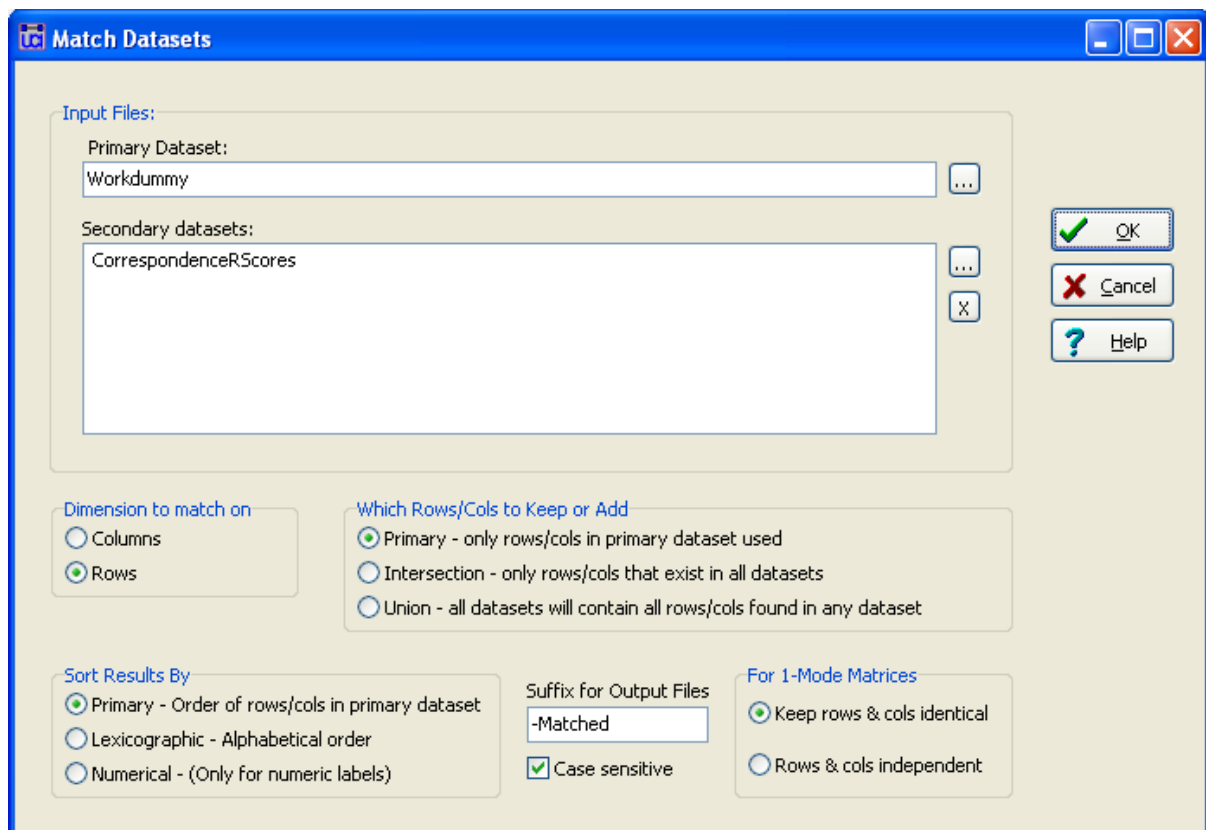 Match Datasets
Input Files:
Primary Dataset:
Workdummy
...
Secondary datasets:
CorrespondenceRScores
...
X
OK
Cancel
? Help
Dimension to match on
Columns
Rows
Which Rows/Cols to Keep or Add
Primary - only rows/cols in primary dataset used
Intersection - only rows/cols that exist in all datasets
Union - all datasets will contain all rows/cols found in any dataset
Sort Results By
Primary - Order of rows/cols in primary dataset
Lexicographic - Alphabetical order
Numerical - (Only for numeric labels)
Suffix for Output Files
-Matched
Case sensitive
For 1-Mode Matrices
Keep rows & cols identical
Rows & cols independent